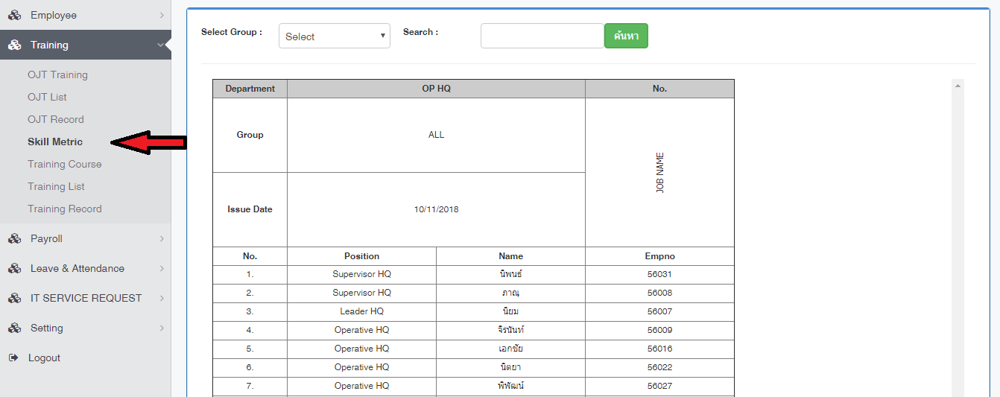 Employee
Training
OJT Training
OJT List
OJT Record
Skill Metric
Training Course
Training List
Training Record
Payroll
Leave & Attendance
IT SERVICE REQUEST
Setting
Logout
Select Group : Select Search : ค้นหา
Department OP HQ No.
Group ALL
JOB NAME
Issue Date 10/11/2018
No. Position Name Empno
1. Supervisor HQ นิพนธ์ 56031
2. Supervisor HQ ภาณุ 56008
3. Leader HQ นิยม 56007
4. Operative HQ จิรนันท์ 56009
5. Operative HQ เอกชัย 56016
6. Operative HQ นิตยา 56022
7. Operative HQ พิพัฒน์ 56027